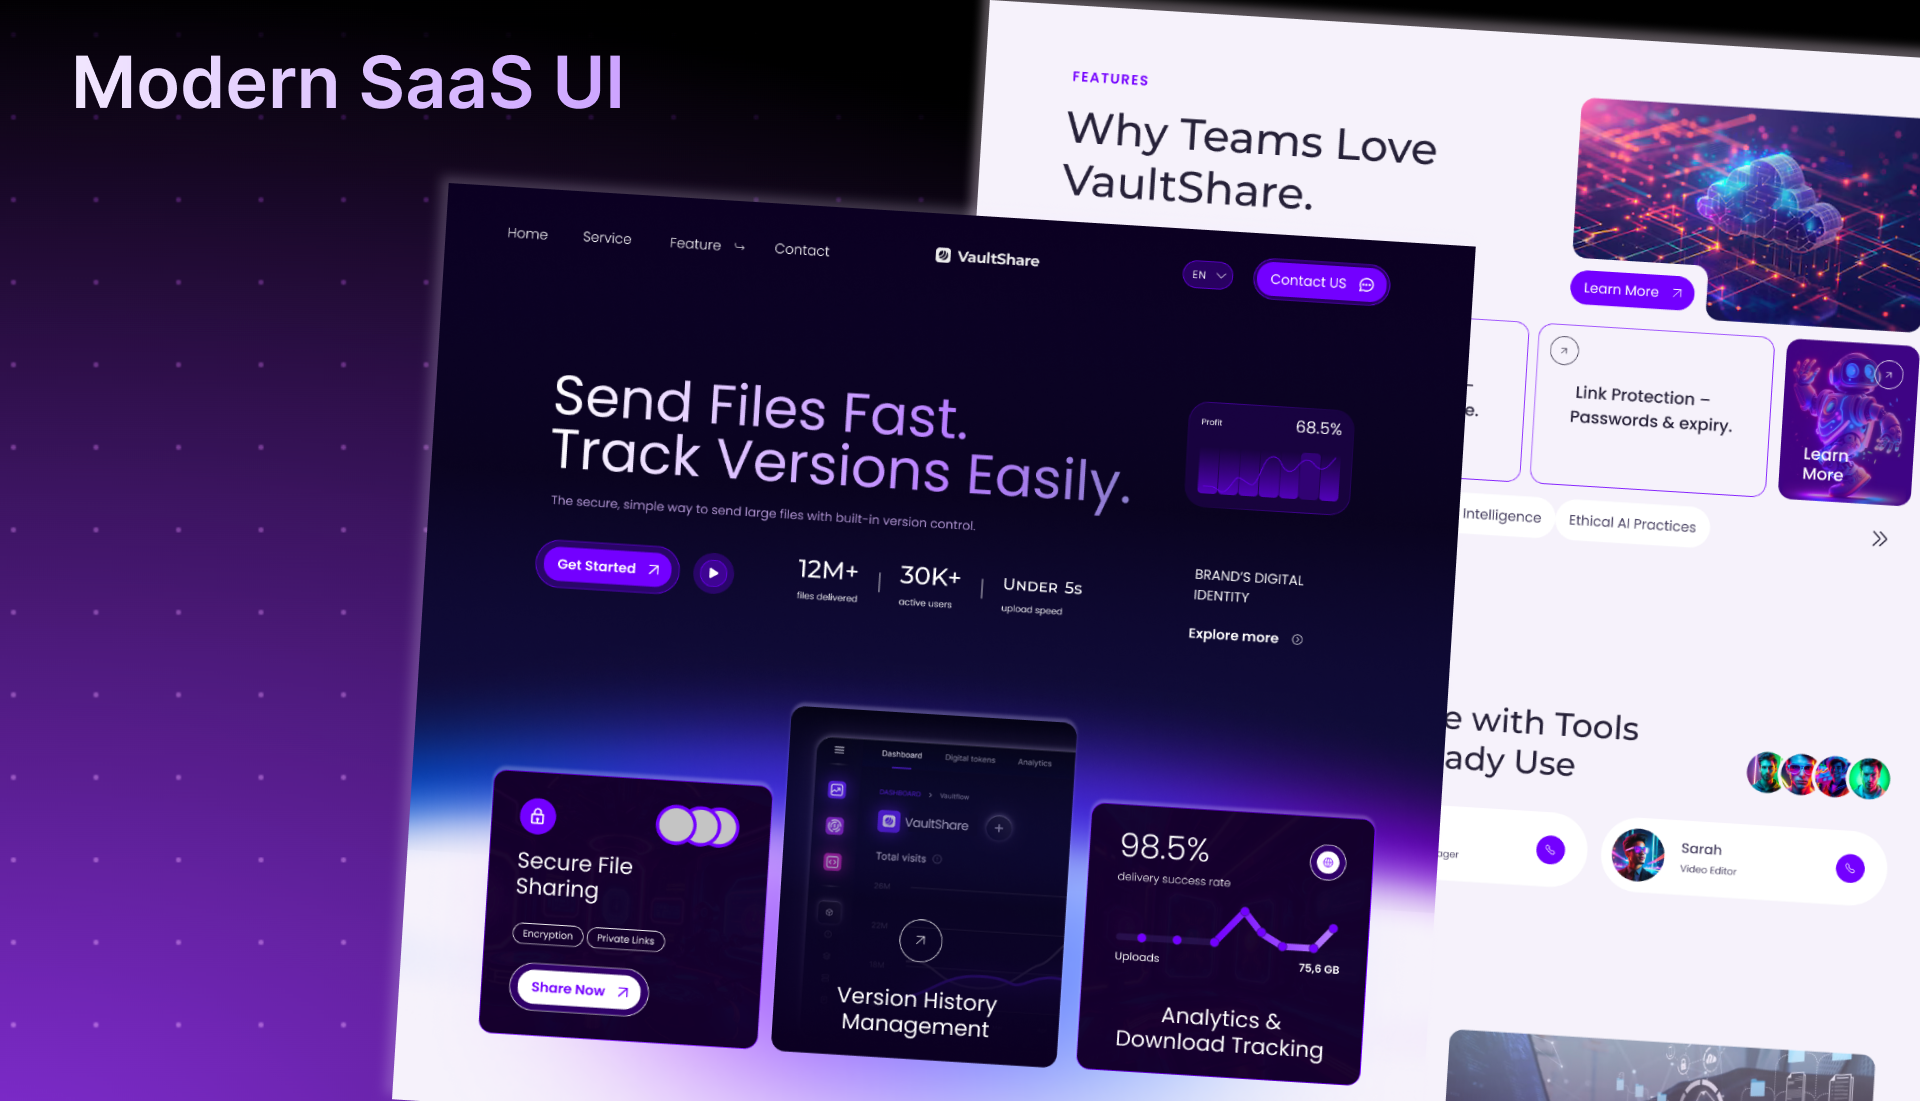 Modern SaaS UI
FEATURES
Why Teams Love
VaultShare.
Learn More
Link Protection –
Passwords & expiry.
Learn
More
Intelligence
Ethical AI Practices
e with Tools
ady Use
Sarah
Video Editor
Home
Service
Feature
Contact
VaultShare
EN
Contact US
Send Files Fast.
Track Versions Easily.
The secure, simple way to send large files with built-in version control.
Get Started
12M+
files delivered
30K+
active users
UNDER 5s
upload speed
Profit
68.5%
BRAND'S DIGITAL
IDENTITY
Explore more
Secure File
Sharing
Encryption
Private Links
Share Now
Dashboard
Digital tokens
Analytics
DASHBOARD
Vaultflow
VaultShare
Total visits
26M
22M
18M
Version History
Management
98.5%
delivery success rate
Uploads
75,6 GB
Analytics &
Download Tracking